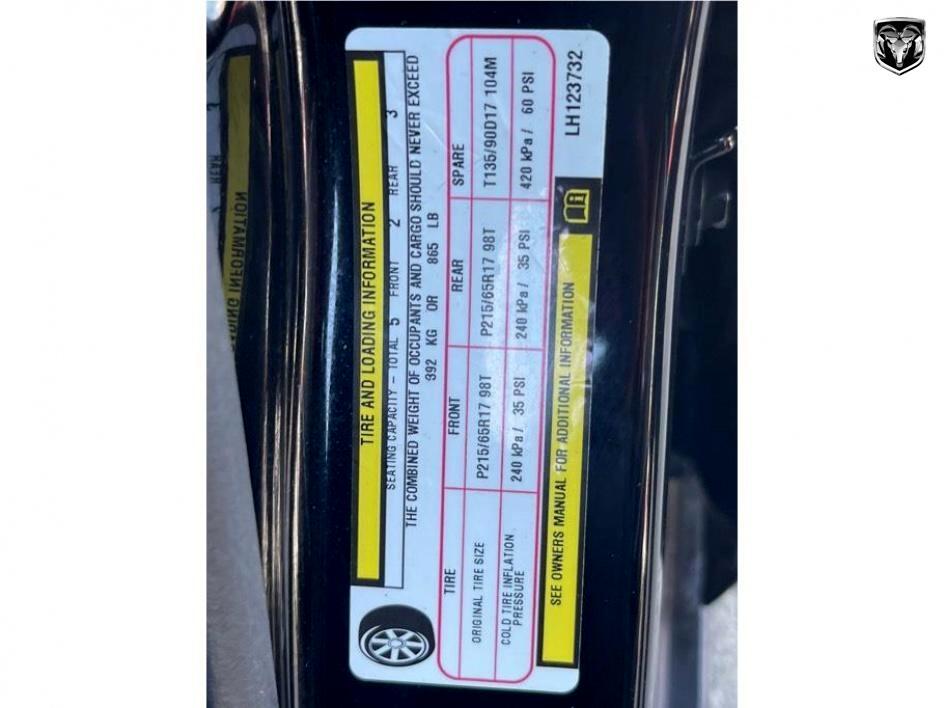 TIRE AND LOADING INFORMATION
SEATING CAPACITY - TOTAL 5 FRONT 2 REAR 3
THE COMBINED WEIGHT OF OCCUPANTS AND CARGO SHOULD NEVER EXCEED
392 KG OR 865 LB
TIRE FRONT REAR SPARE
ORIGINAL TIRE SIZE P215/65R17 98T P215/65R17 98T T135/90D17 104M
COLD TIRE INFLATION PRESSURE 240 kPa / 35 PSI 240 kPa / 35 PSI 420 kPa / 60 PSI
SEE OWNERS MANUAL FOR ADDITIONAL INFORMATION
LH123732
REAR
INFORMATION